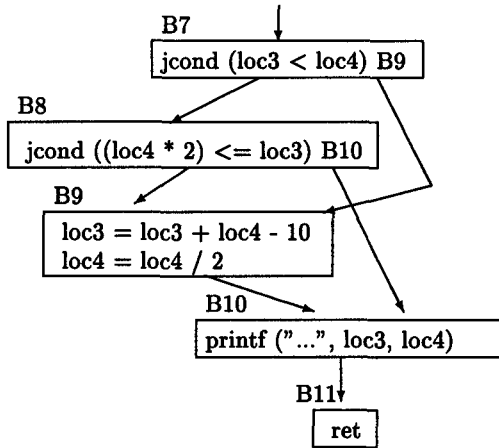 B7
jcond (loc3 < loc4) B9
B8
jcond ((loc4 * 2) <= loc3) B10
B9
loc3 = loc3 + loc4 - 10
loc4 = loc4 / 2
B10
printf ("...", loc3, loc4)
B11
ret